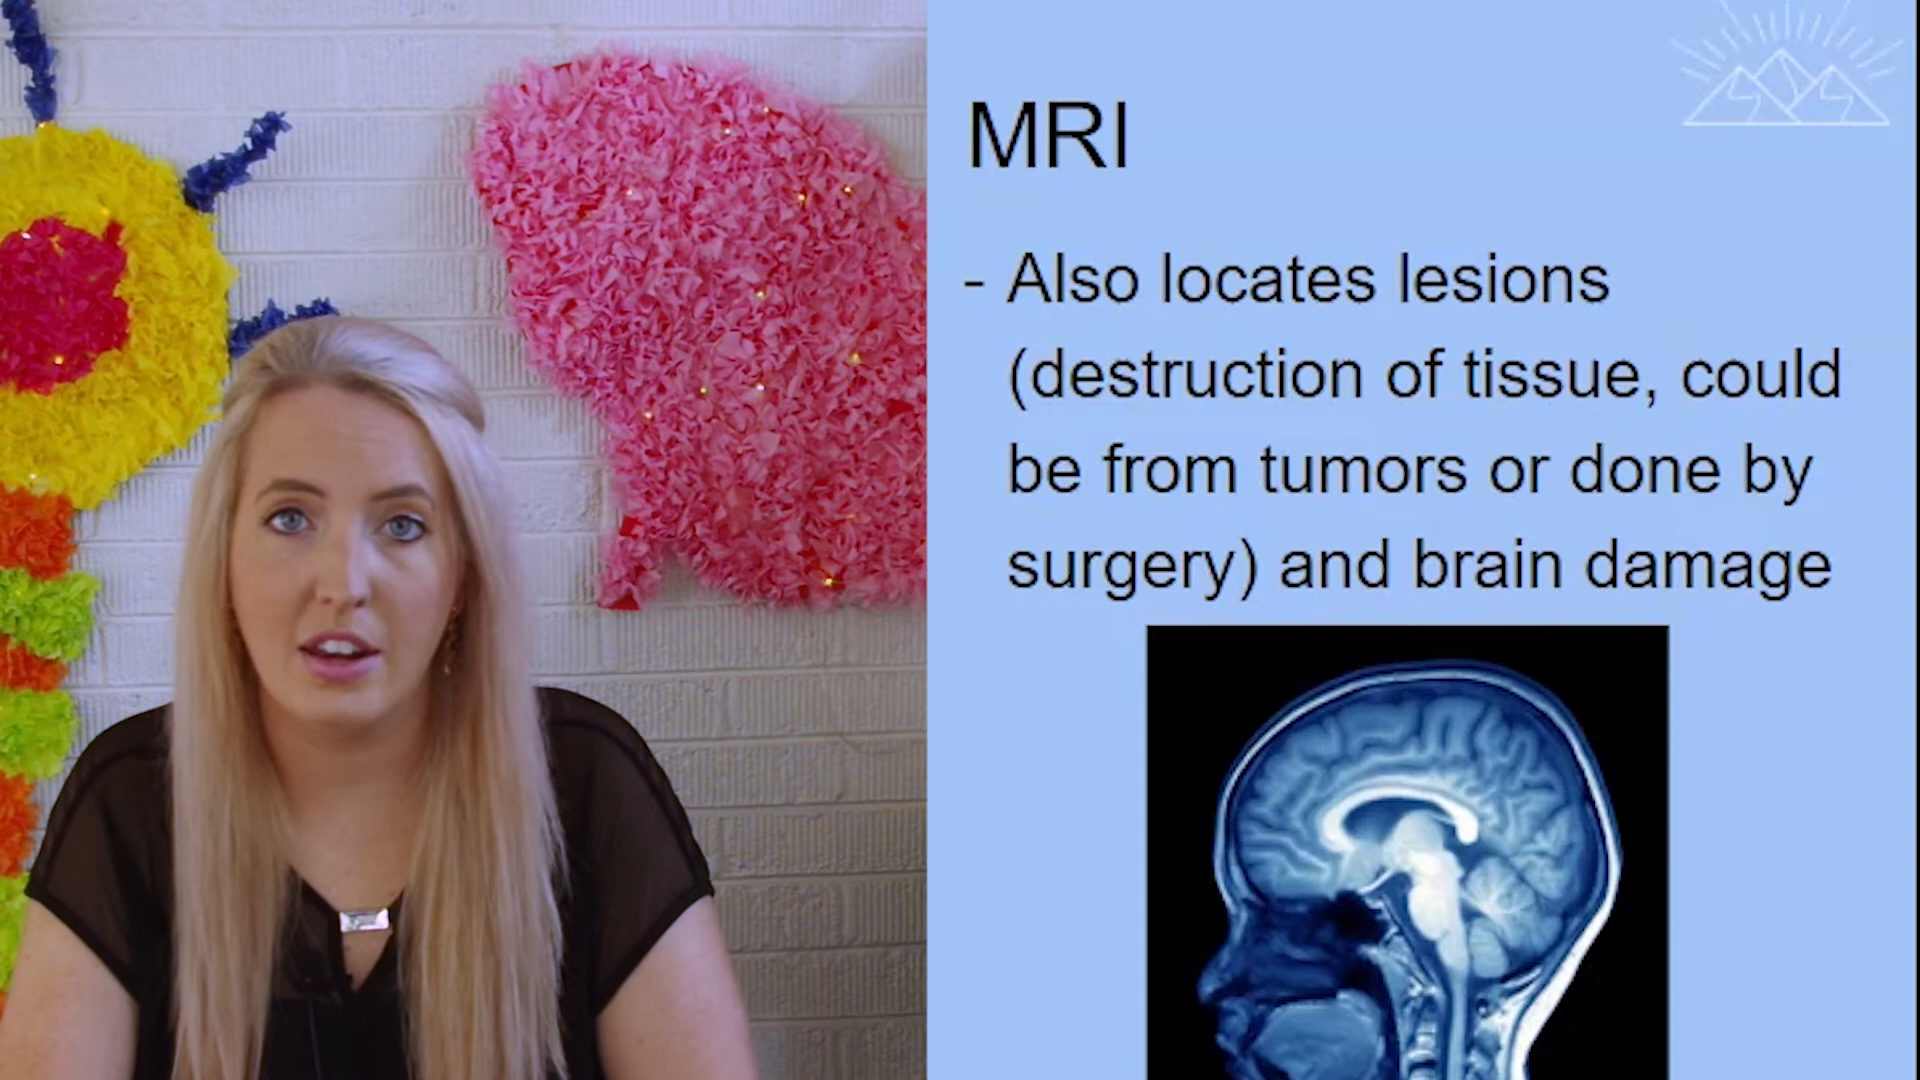 MRI
- Also locates lesions
(destruction of tissue, could
be from tumors or done by
surgery) and brain damage